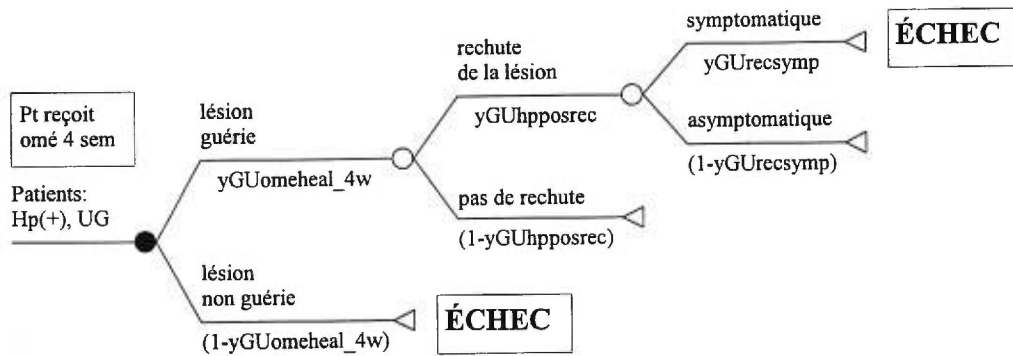 symptomatique
ÉCHEC
yGUrecsymp
rechute
de la lésion
yGUhpposrec
asymptomatique
(1-yGUrecsymp)
Pt reçoit
omé 4 sem
lésion
guérie
yGUomeheal_4w
Patients:
Hp(+), UG
pas de rechute
(1-yGUhpposrec)
lésion
non guérie
ÉCHEC
(1-yGUomeheal_4w)